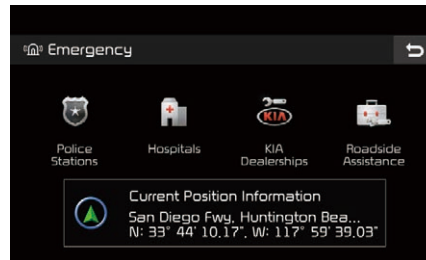 Emergency
KIA
Police
Stations
Hospitals
KIA
Dealerships
Roadside
Assistance
Current Position Information
San Diego Fwy, Huntington Bea...
N: 33° 44' 10.17", W: 117° 59' 39.03"